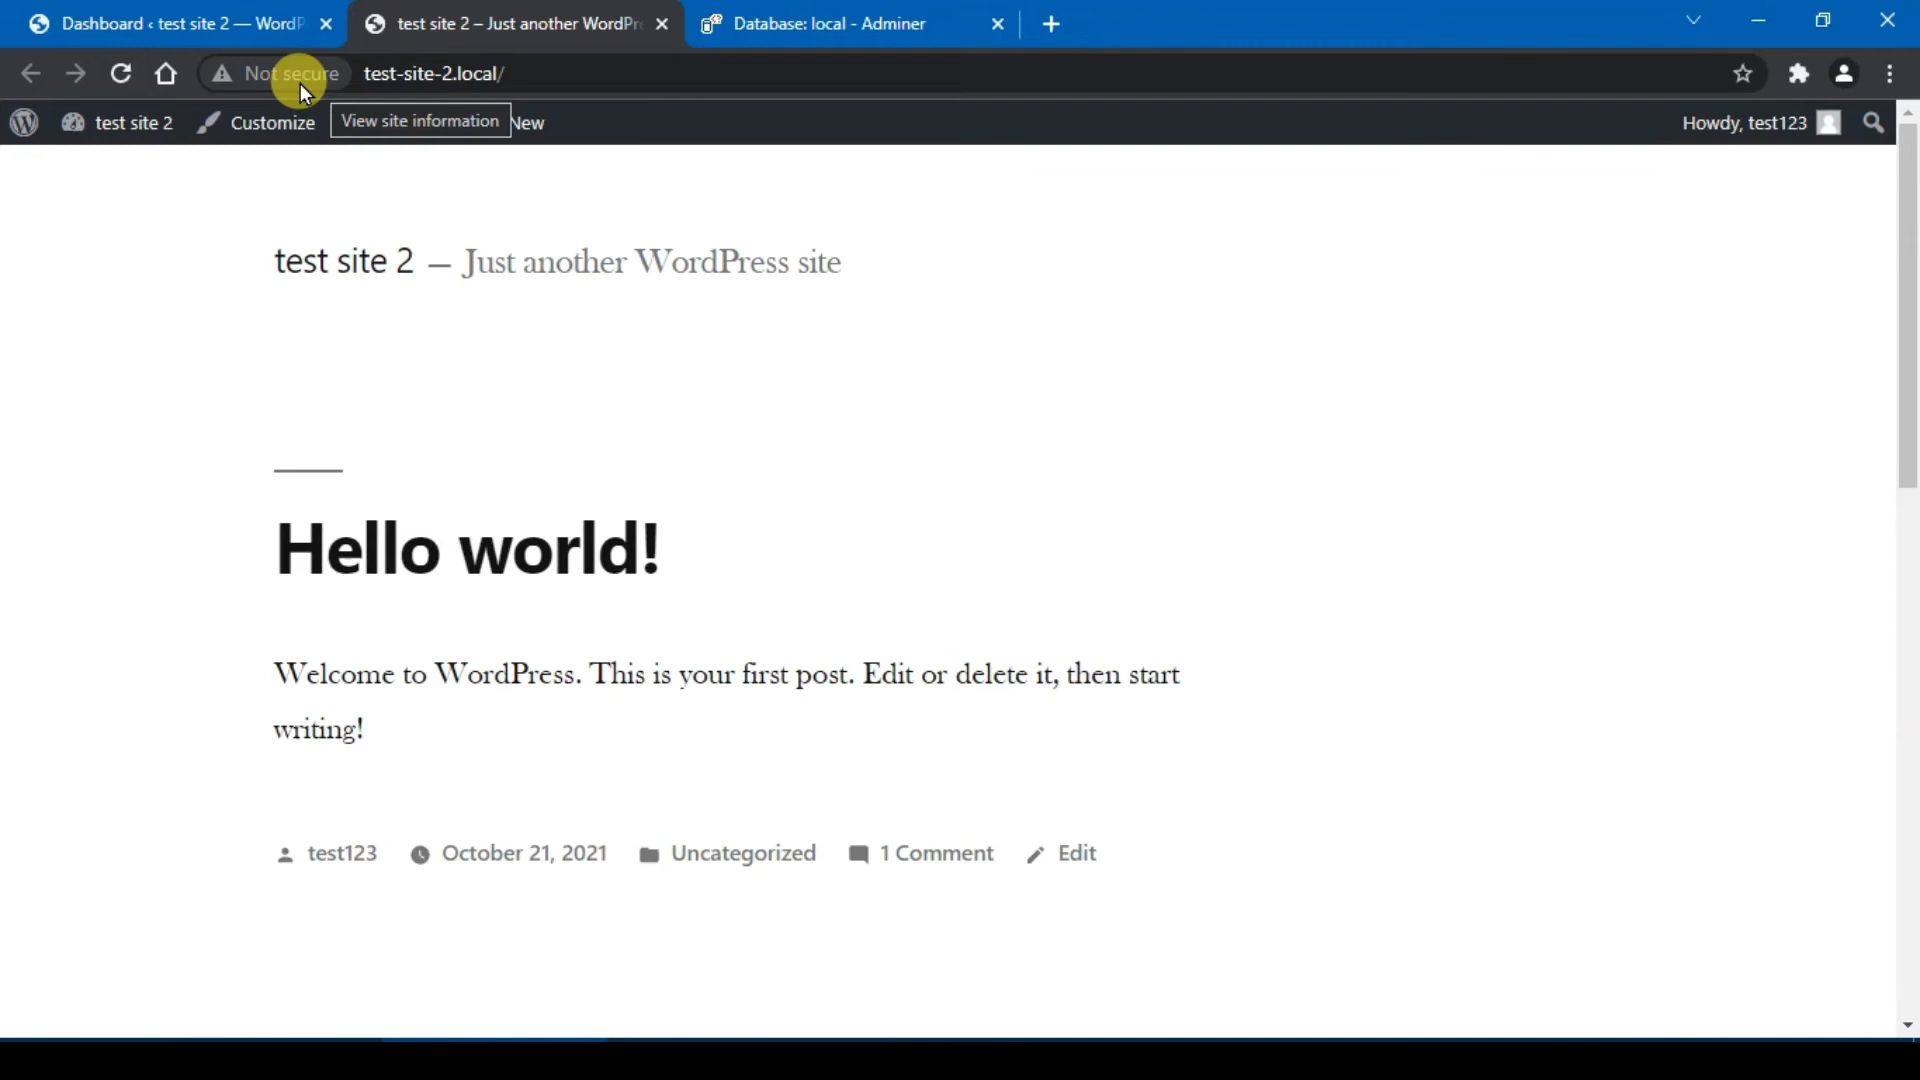 Dashboard ‹ test site 2 — WordP
test site 2 – Just another WordPr
Database: local - Adminer
Not secure
test-site-2.local/
test site 2
Customize
View site information
New
Howdy, test123
test site 2 — Just another WordPress site
Hello world!
Welcome to WordPress. This is your first post. Edit or delete it, then start
writing!
test123 October 21, 2021 Uncategorized 1 Comment Edit